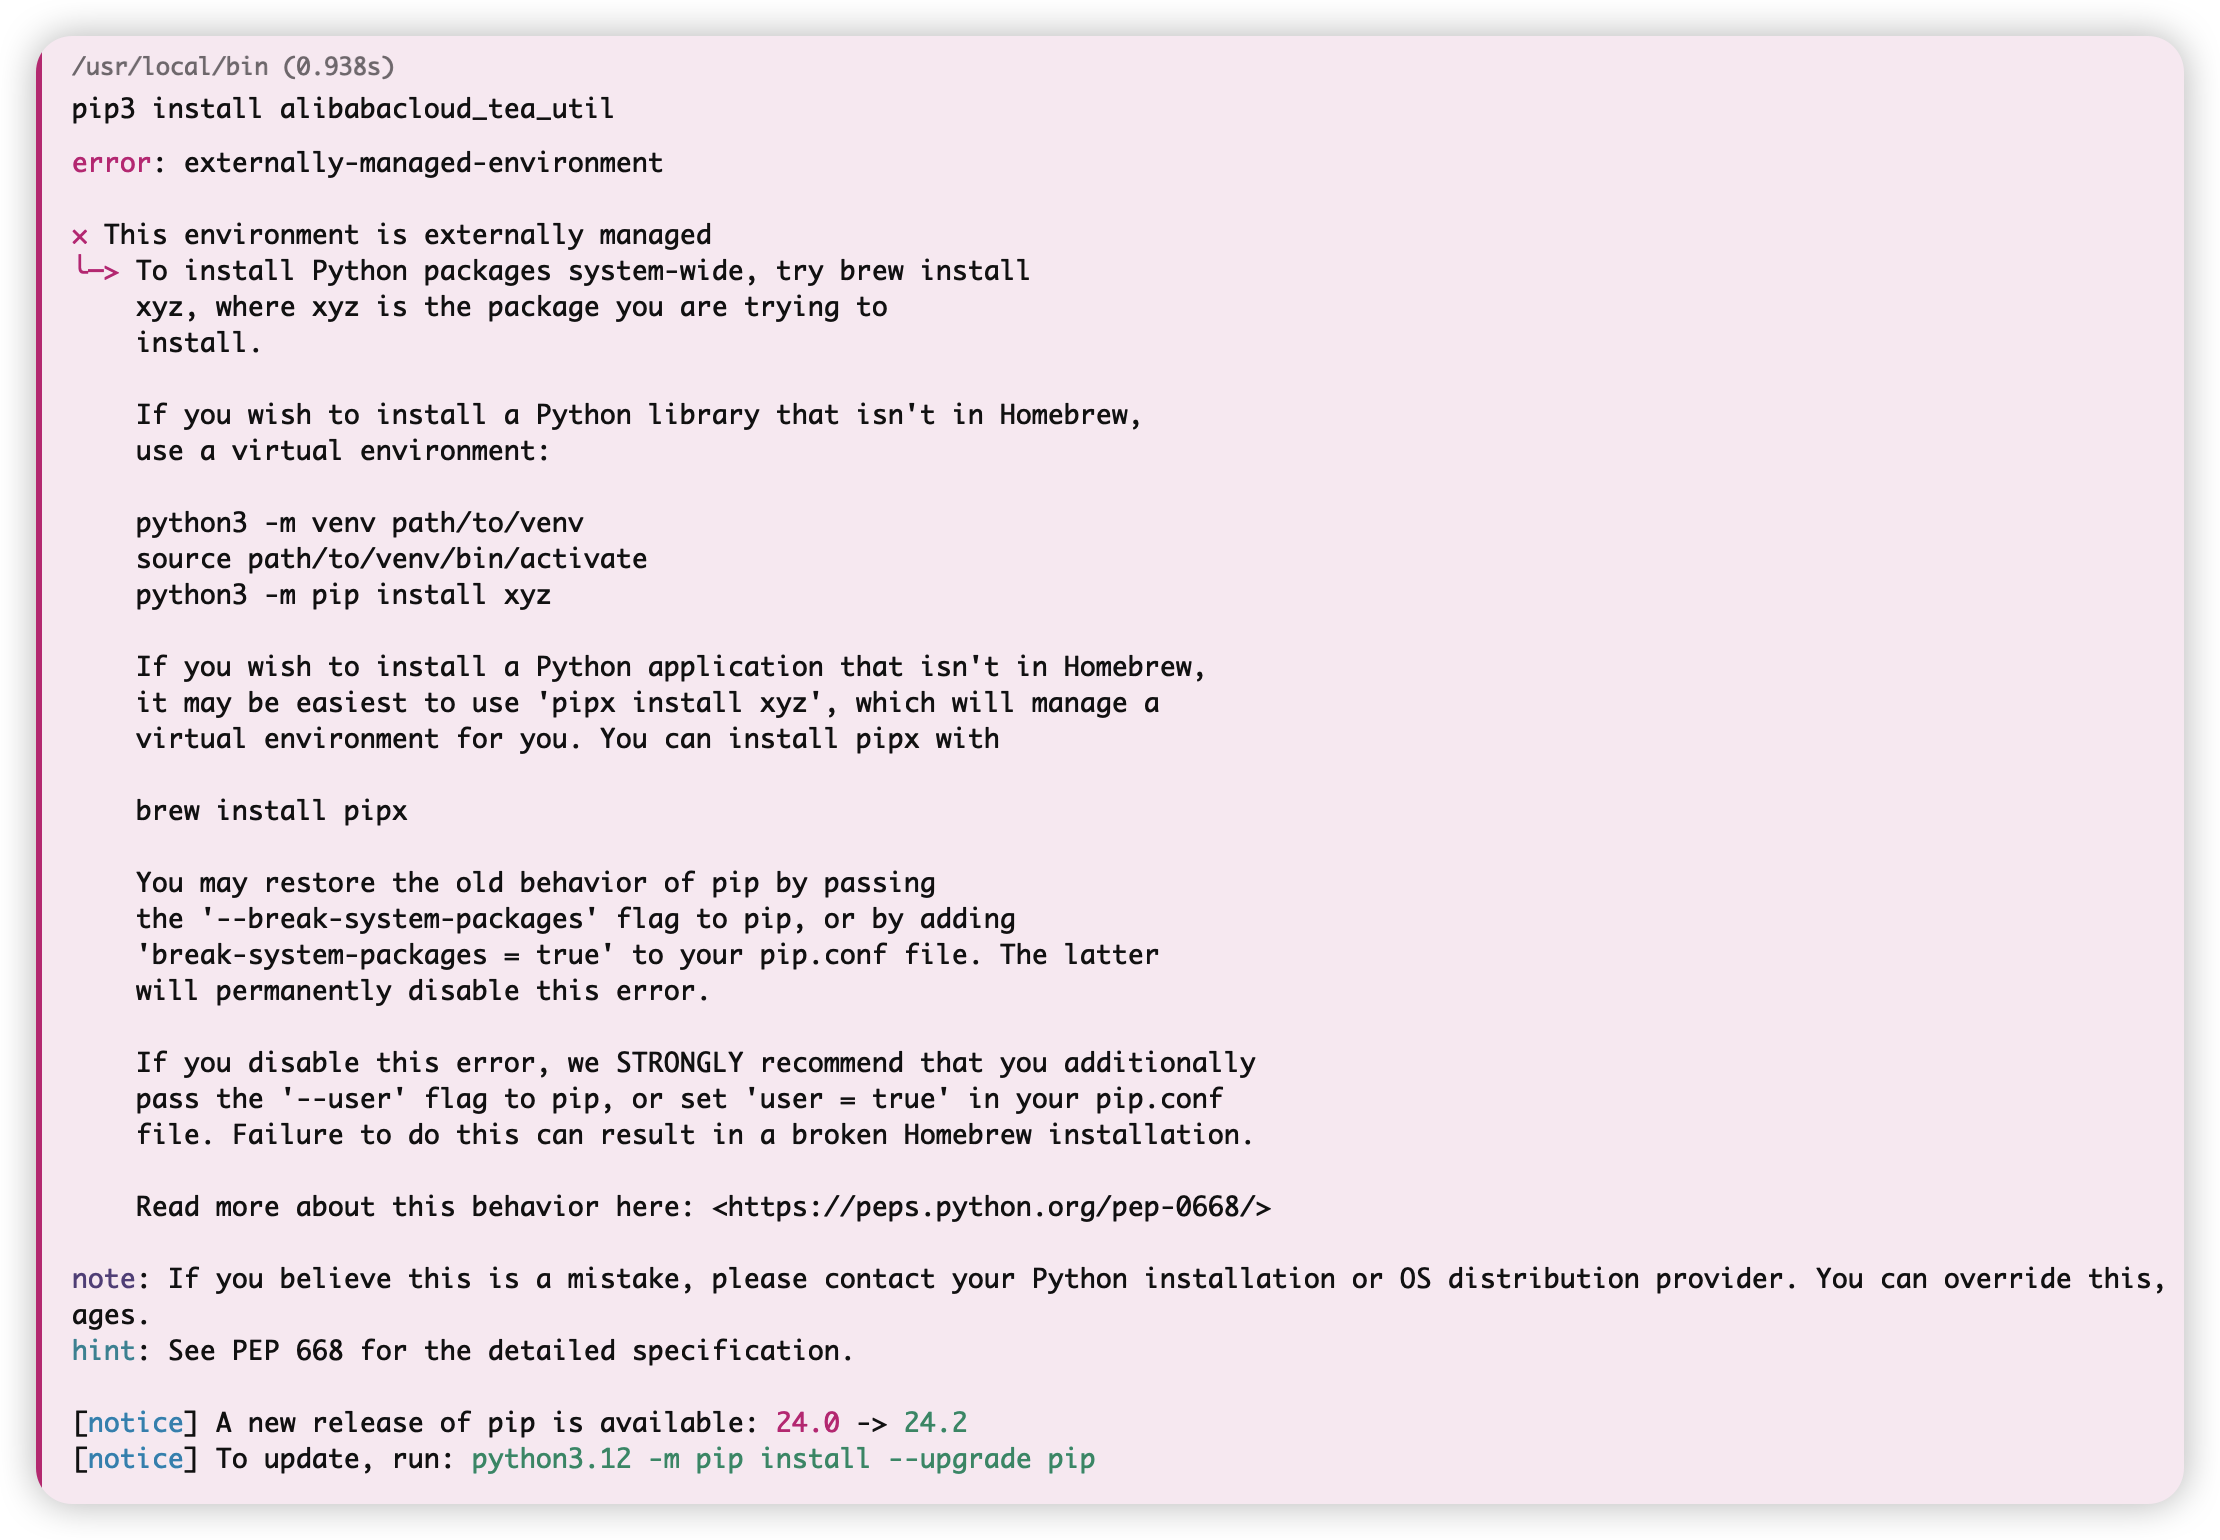 /usr/local/bin (0.938s)
pip3 install alibabacloud_tea_util
error: externally-managed-environment
× This environment is externally managed
╰─> To install Python packages system-wide, try brew install
xyz, where xyz is the package you are trying to
install.
If you wish to install a Python library that isn't in Homebrew,
use a virtual environment:
python3 -m venv path/to/venv
source path/to/venv/bin/activate
python3 -m pip install xyz
If you wish to install a Python application that isn't in Homebrew,
it may be easiest to use 'pipx install xyz', which will manage a
virtual environment for you. You can install pipx with
brew install pipx
You may restore the old behavior of pip by passing
the '--break-system-packages' flag to pip, or by adding
'break-system-packages = true' to your pip.conf file. The latter
will permanently disable this error.
If you disable this error, we STRONGLY recommend that you additionally
pass the '--user' flag to pip, or set 'user = true' in your pip.conf
file. Failure to do this can result in a broken Homebrew installation.
Read more about this behavior here: <https://peps.python.org/pep-0668/>
note: If you believe this is a mistake, please contact your Python installation or OS distribution provider. You can override this,
ages.
hint: See PEP 668 for the detailed specification.
[notice] A new release of pip is available: 24.0 -> 24.2
[notice] To update, run: python3.12 -m pip install --upgrade pip